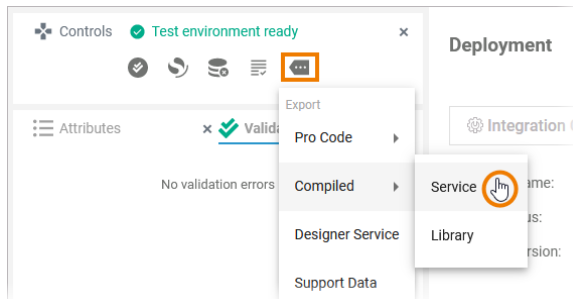 Controls
Test environment ready
×
Deployment
Export
Attributes
×
Valida
Integration
Pro Code
No validation errors
Compiled
Service
ame:
us:
Designer Service
Library
rsion:
Support Data